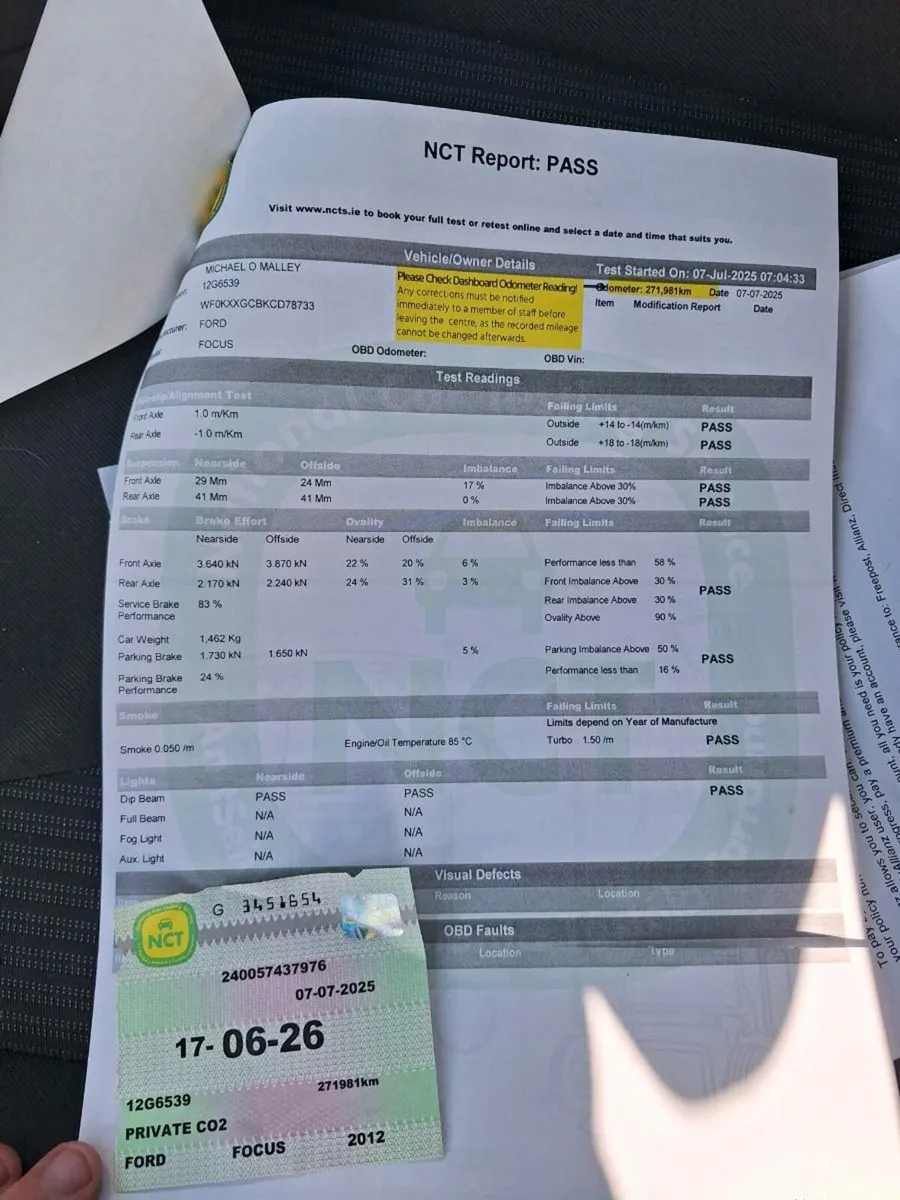 NCT Report: PASS
Visit www.ncts.ie to book your full test or retest online and select a date and time that suits you.
Vehicle/Owner Details
Test Started On: 07-Jul-2025 07:04:33
MICHAEL O MALLEY
12G6539
WF0KXXGCBKCD78733
FORD
FOCUS
Please Check Dashboard Odometer Reading!
Any corrections must be notified
immediately to a member of staff before
leaving the centre, as the recorded mileage
cannot be changed afterwards.
Odometer: 271,981km Date 07-07-2025
Item Modification Report Date
OBD Odometer: OBD Vin:
Test Readings
Alignment Test Failing Limits Result
Front Axle 1.0 m/Km Outside +14 to -14(m/km) PASS
Rear Axle -1.0 m/Km Outside +18 to -18(m/km) PASS
Suspension Nearside Offside Imbalance Failing Limits Result
Front Axle 29 Mm 24 Mm 17 % Imbalance Above 30% PASS
Rear Axle 41 Mm 41 Mm 0 % Imbalance Above 30% PASS
Brake Brake Effort Ovality Imbalance Failing Limits Result
Nearside Offside Nearside Offside
Front Axle 3.640 kN 3.870 kN 22 % 20 % 6 % Performance less than 58 %
Rear Axle 2.170 kN 2.240 kN 24 % 31 % 3 % Front Imbalance Above 30 % PASS
Service Brake Performance 83 % Rear Imbalance Above 30 %
Ovality Above 90 %
Car Weight 1,462 Kg
Parking Brake 1.730 kN 1.650 kN 5 % Parking Imbalance Above 50 % PASS
Parking Brake Performance 24 % Performance less than 16 %
Smoke Failing Limits Result
Limits depend on Year of Manufacture
Smoke 0.050 /m Engine/Oil Temperature 85 °C Turbo 1.50 /m PASS
Lights Nearside Offside Result
Dip Beam PASS PASS PASS
Full Beam N/A N/A
Fog Light N/A N/A
Aux. Light N/A N/A
Visual Defects
Reason Location
OBD Faults
Location Type
NCT
G 3451654
240057437976
07-07-2025
17- 06-26
271981km
12G6539
PRIVATE CO2
FORD FOCUS 2012